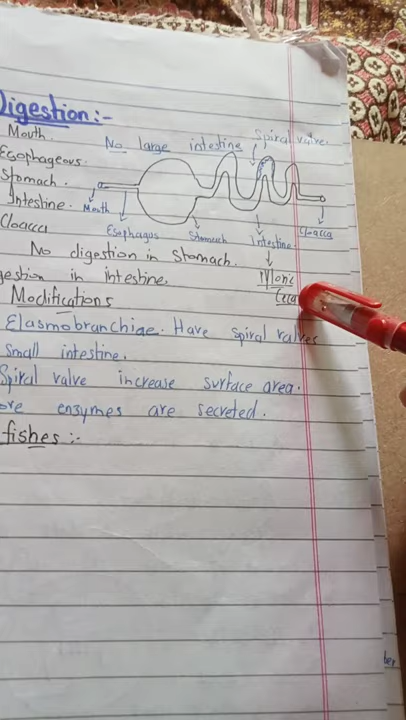 Digestion:-
Mouth.
No large intestine
Spiral valve.
Esophageous.
Stomach.
Intestine.
Mouth
Cloacca
Esophagus
Stomach
Intestine
Cloacca
No digestion in Stomach.
gestion in intestine.
Modifications
Elasmobranchiae. Have spiral valves
Small intestine.
Spiral valve increase surface area.
ore enzymes are secreted.
fishes :-